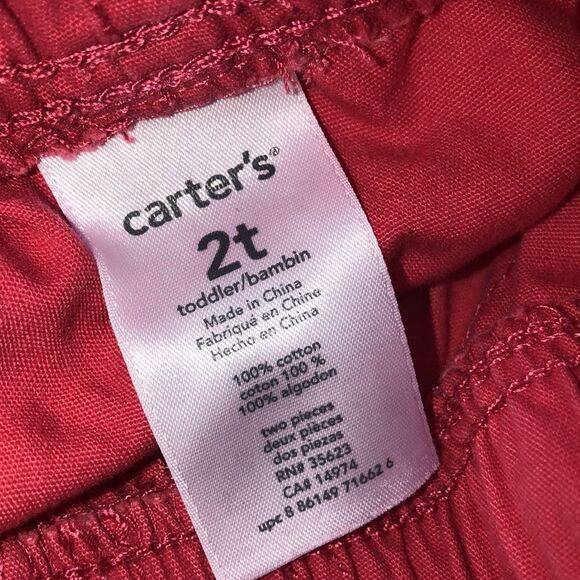 carter's®
2t
toddler/bambin
Made in China
Fabriqué en Chine
Hecho en China
100% cotton
coton 100 %
100% algodon
two pieces
deux pièces
dos piezas
RN# 35623
CA# 14974
upc 8 86149 71662 6